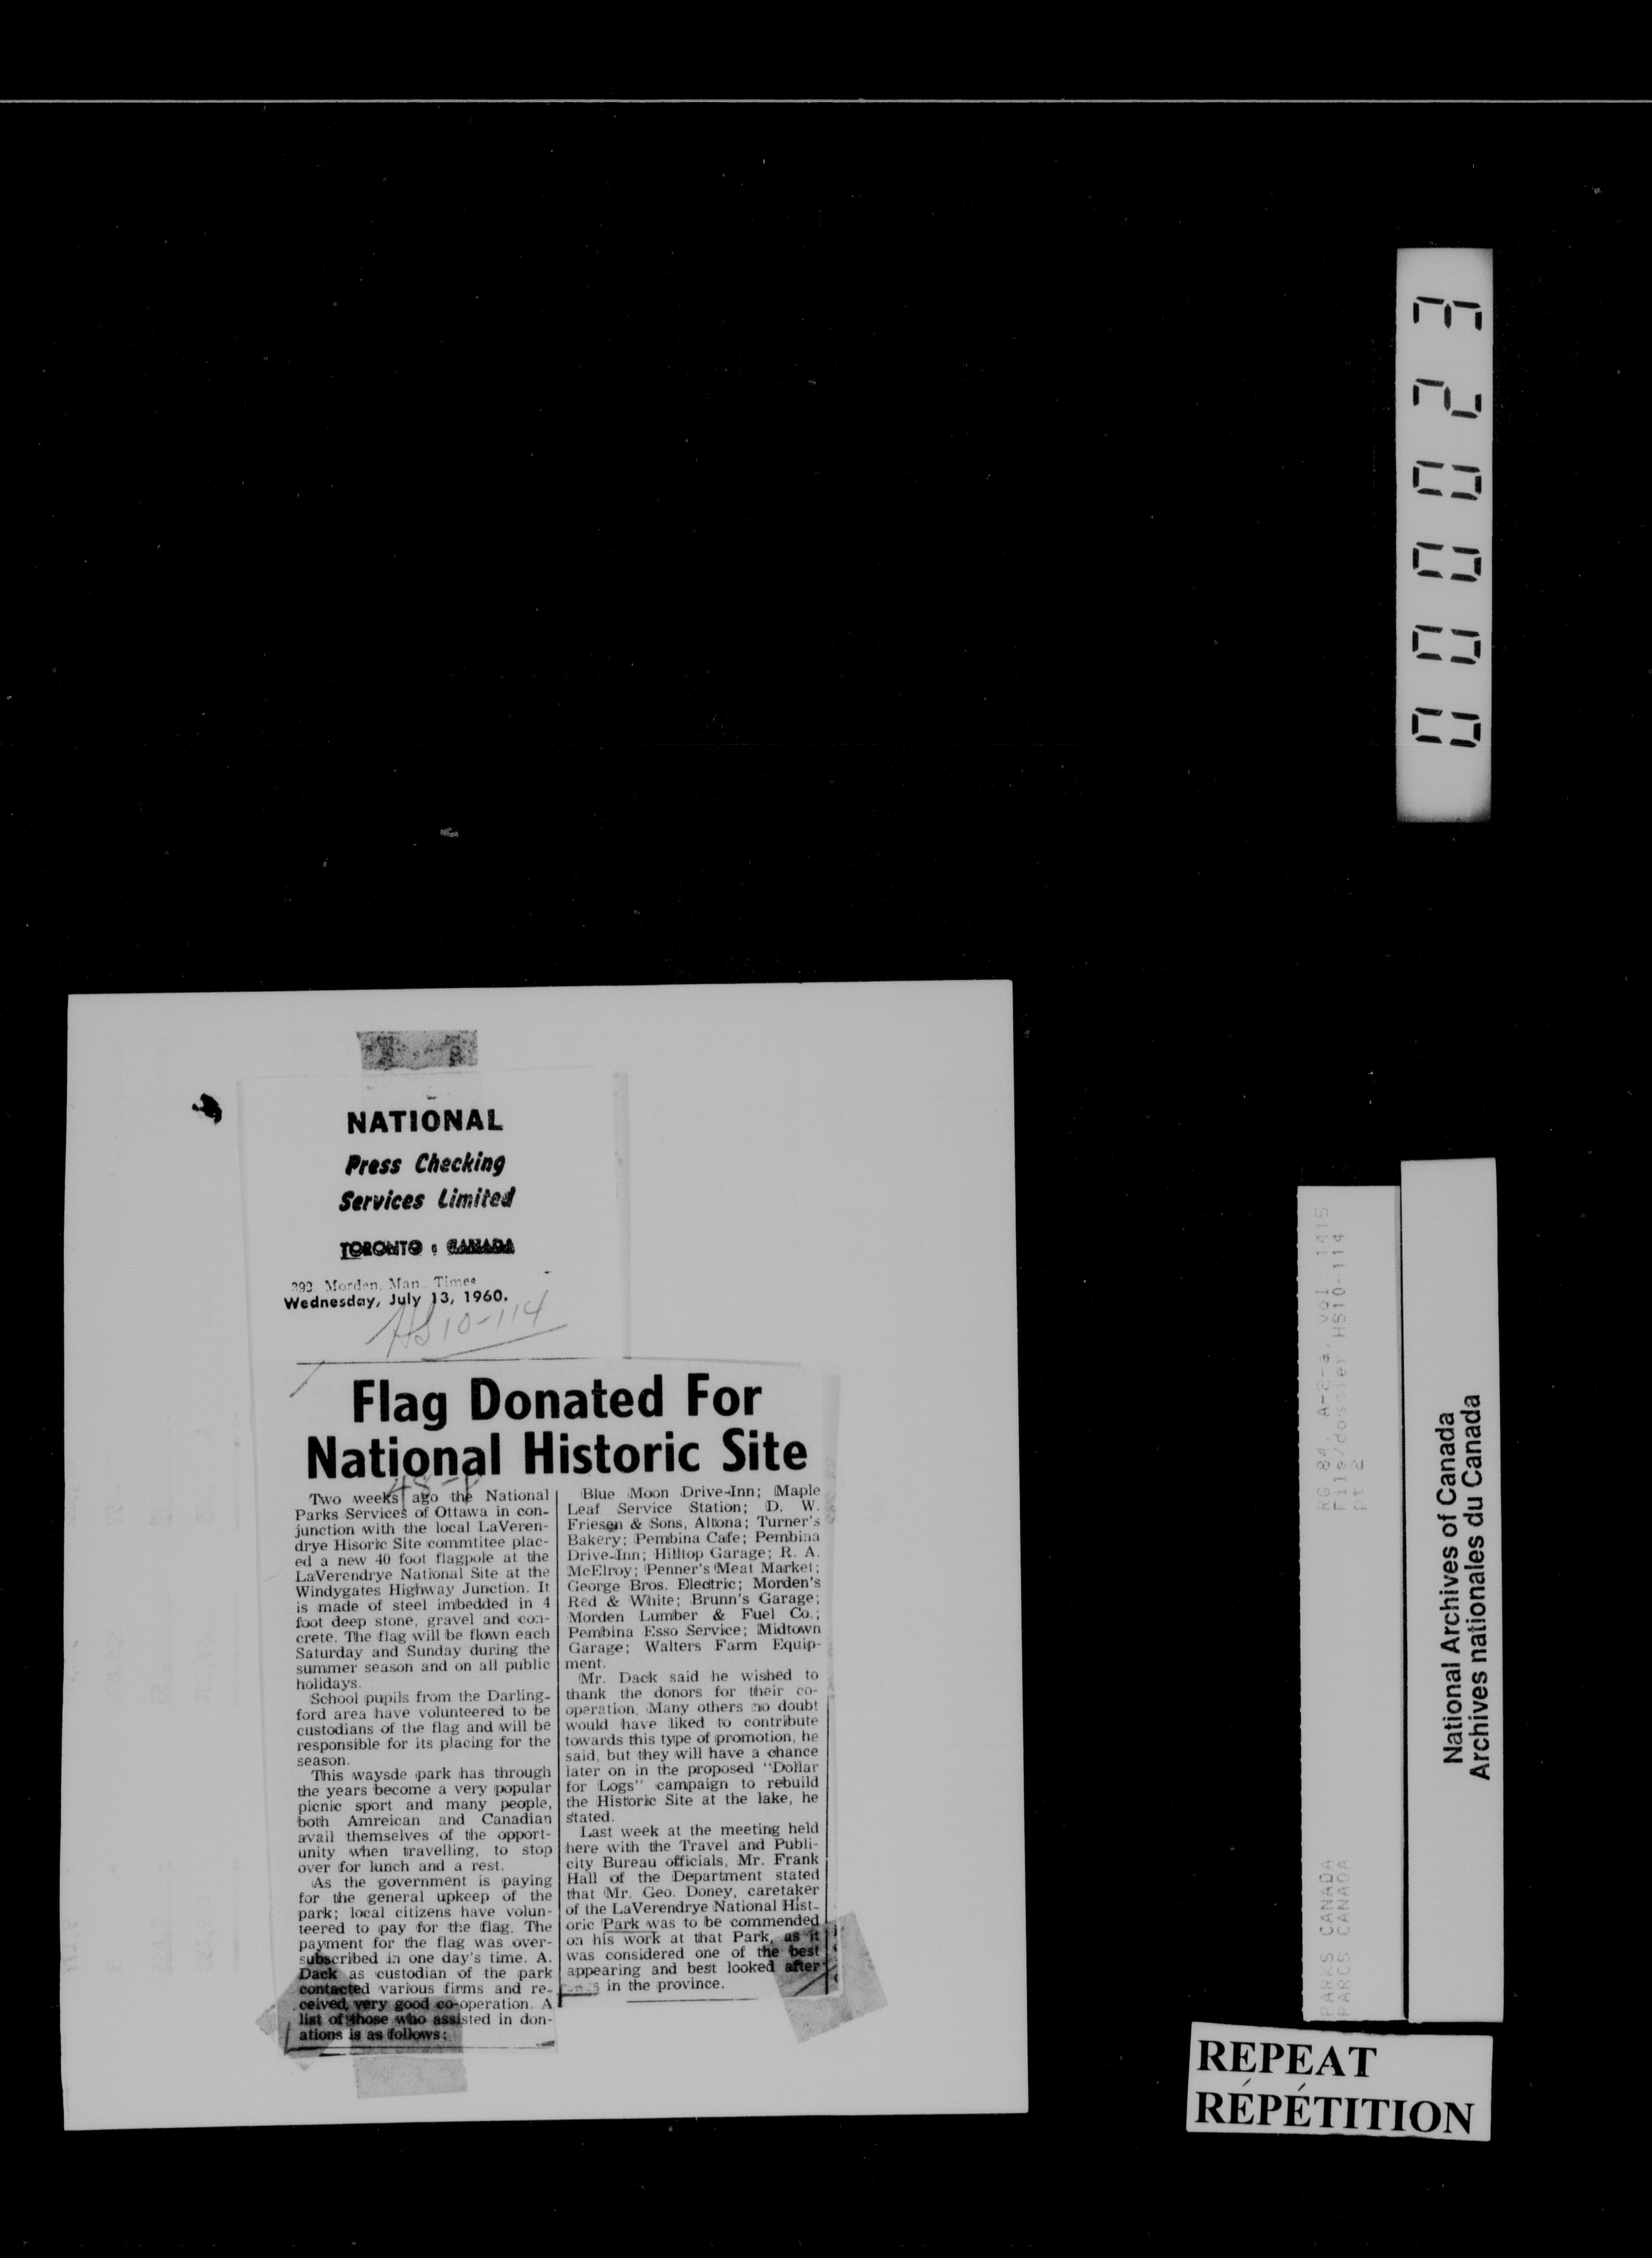 NATIONAL
Press Checking
Services Limited
TORONTO : CANADA
392 Morden, Man. Times
Wednesday, July 13, 1960.
HS10-114
Flag Donated For
National Historic Site
Two weeks ago the National
Parks Services of Ottawa in con-
junction with the local LaVeren-
drye Hisoric Site commtitee plac-
ed a new 40 foot flagpole at the
LaVerendrye National Site at the
Windygates Highway Junction. It
is made of steel imbedded in 4
foot deep stone, gravel and con-
crete. The flag will be flown each
Saturday and Sunday during the
summer season and on all public
holidays.
School pupils from the Darling-
ford area have volunteered to be
custodians of the flag and will be
responsible for its placing for the
season.
This waysde park has through
the years become a very popular
picnic sport and many people,
both Amreican and Canadian
avail themselves of the opport-
unity when travelling, to stop
over for lunch and a rest.
As the government is paying
for the general upkeep of the
park; local citizens have volun-
teered to pay for the flag. The
payment for the flag was over-
subscribed in one day's time. A.
Dack as custodian of the park
contacted various firms and re-
ceived very good co-operation. A
list of those who assisted in don-
ations is as follows:
Blue Moon Drive-Inn; Maple
Leaf Service Station; D. W.
Friesen & Sons, Altona; Turner's
Bakery; Pembina Cafe; Pembina
Drive-Inn; Hilltop Garage; R. A.
McElroy; Penner's Meat Market;
George Bros. Electric; Morden's
Red & White; Brunn's Garage;
Morden Lumber & Fuel Co.;
Pembina Esso Service; Midtown
Garage; Walters Farm Equip-
ment.
Mr. Dack said he wished to
thank the donors for their co-
operation. Many others no doubt
would have liked to contribute
towards this type of promotion, he
said, but they will have a chance
later on in the proposed "Dollar
for Logs" campaign to rebuild
the Historic Site at the lake, he
stated.
Last week at the meeting held
here with the Travel and Publi-
city Bureau officials, Mr. Frank
Hall of the Department stated
that Mr. Geo. Doney, caretaker
of the LaVerendrye National Hist-
oric Park was to be commended
on his work at that Park, as it
was considered one of the best
appearing and best looked after
in the province.
000023
RG 84, A-2-a, vol 1415
File/dossier HS10-114
pt 2
PARKS CANADA
PARCS CANADA
National Archives of Canada
Archives nationales du Canada
REPEAT
RÉPÉTITION